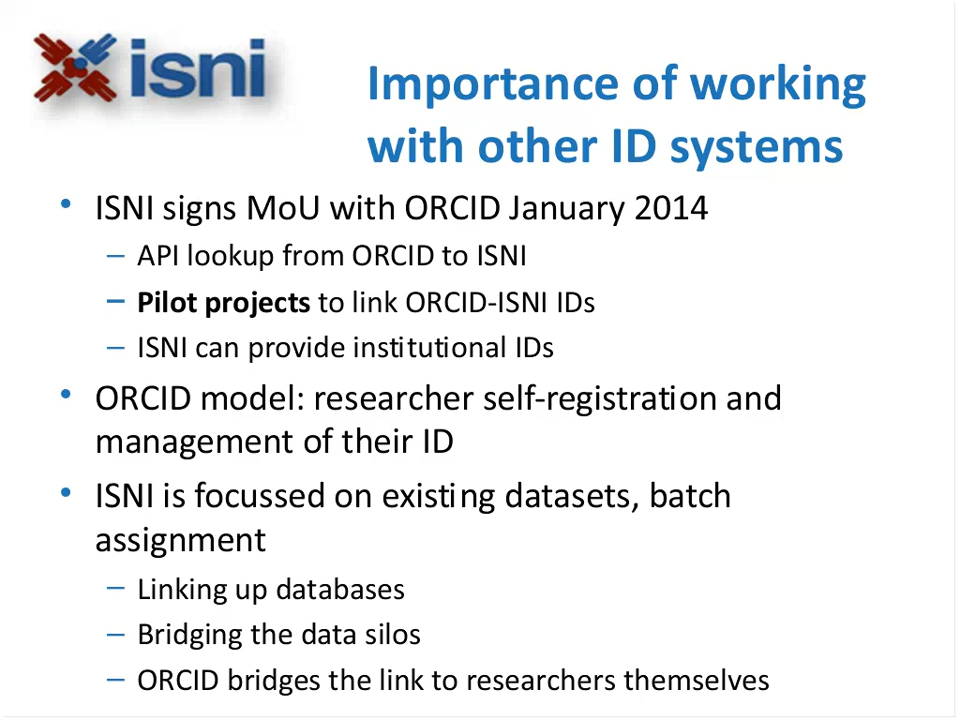 isni
Importance of working
with other ID systems
• ISNI signs MoU with ORCID January 2014
– API lookup from ORCID to ISNI
– Pilot projects to link ORCID-ISNI IDs
– ISNI can provide institutional IDs
• ORCID model: researcher self-registration and
management of their ID
• ISNI is focussed on existing datasets, batch
assignment
– Linking up databases
– Bridging the data silos
– ORCID bridges the link to researchers themselves